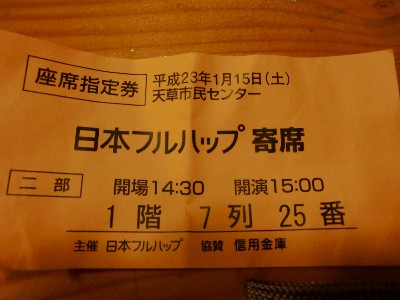 座席指定券 平成23年1月15日(土)
天草市民センター
日本フルハップ 寄席
二部 開場14:30 開演15:00
1階 7列 25番
主催 日本フルハップ 協賛 信用金庫